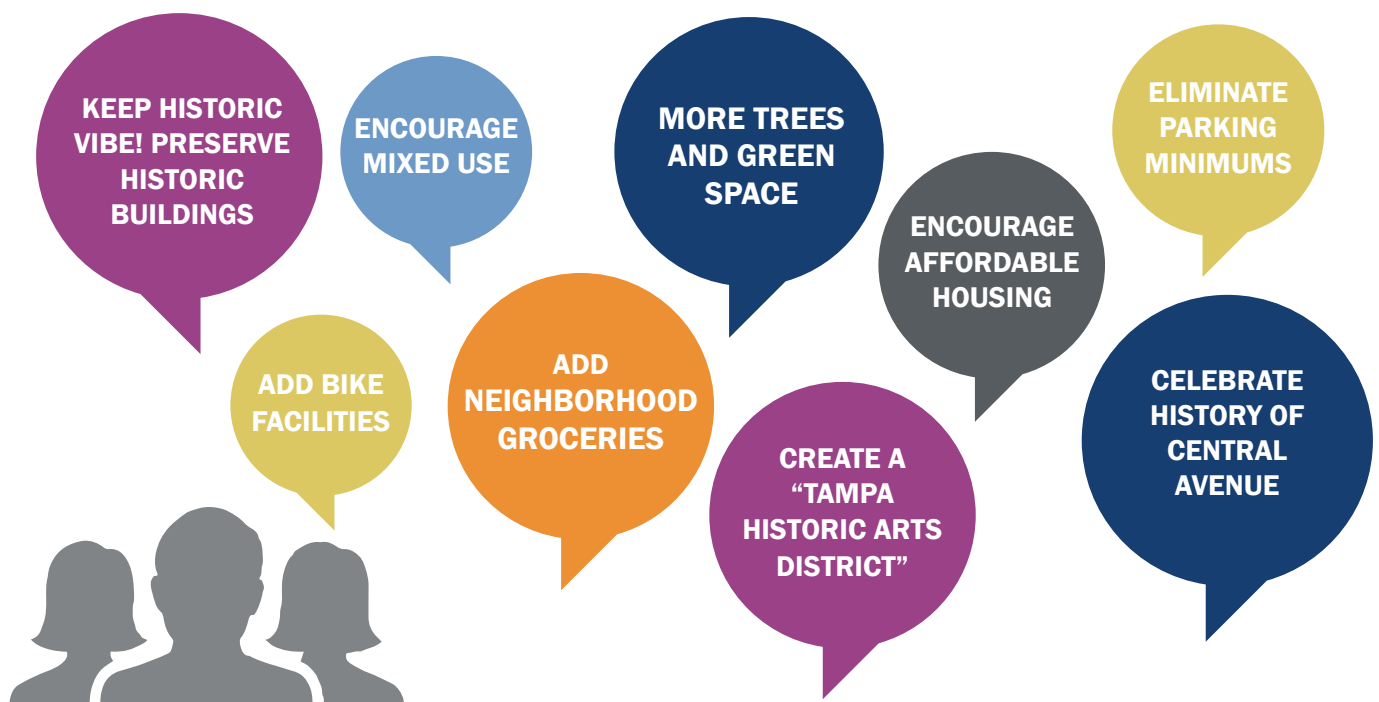 KEEP HISTORIC
VIBE! PRESERVE
HISTORIC
BUILDINGS
ENCOURAGE
MIXED USE
MORE TREES
AND GREEN
SPACE
ELIMINATE
PARKING
MINIMUMS
ENCOURAGE
AFFORDABLE
HOUSING
ADD BIKE
FACILITIES
ADD
NEIGHBORHOOD
GROCERIES
CREATE A
“TAMPA
HISTORIC ARTS
DISTRICT”
CELEBRATE
HISTORY OF
CENTRAL
AVENUE